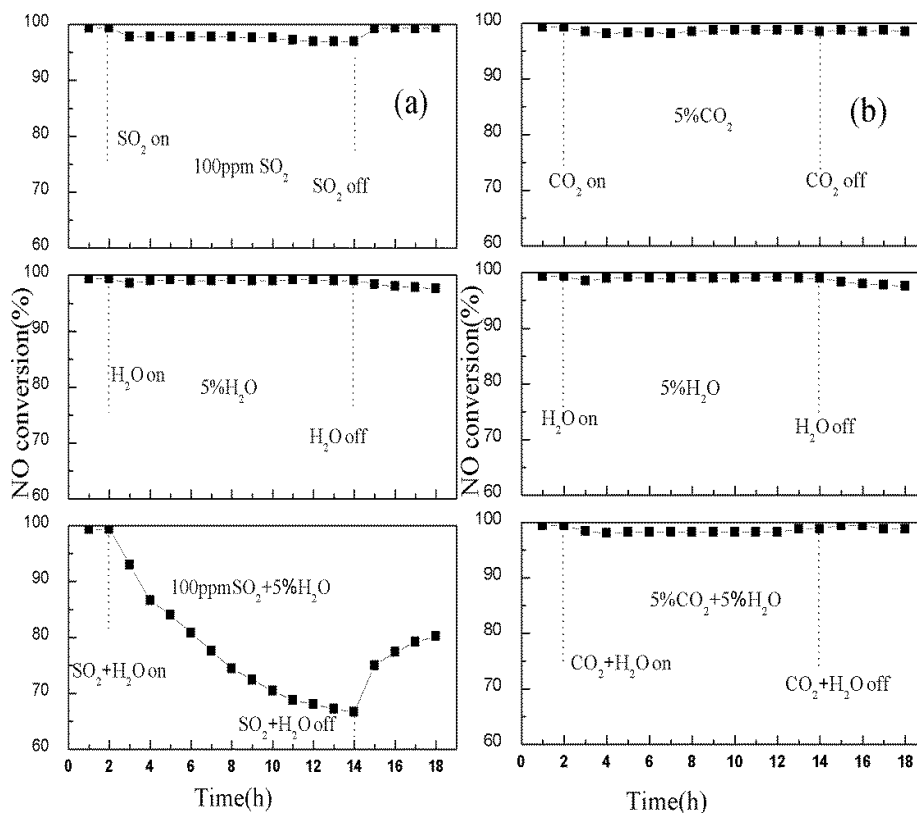 100
90
80
70
60
(a)
SO₂ on
100ppm SO₂
SO₂ off
100
90
80
70
60
H₂O on
5%H₂O
H₂O off
100
90
80
70
60
100ppmSO₂+5%H₂O
SO₂+H₂O on
SO₂+H₂O off
0 2 4 6 8 10 12 14 16 18
Time(h)
NO conversion(%)
100
90
80
70
60
(b)
5%CO₂
CO₂ on
CO₂ off
100
90
80
70
60
5%H₂O
H₂O on
H₂O off
100
90
80
70
60
5%CO₂+5%H₂O
CO₂+H₂O on
CO₂+H₂O off
0 2 4 6 8 10 12 14 16 18
Time(h)
NO conversion(%)